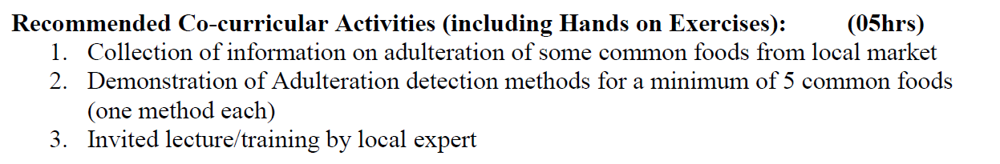 Recommended Co-curricular Activities (including Hands on Exercises): (05hrs)
1. Collection of information on adulteration of some common foods from local market
2. Demonstration of Adulteration detection methods for a minimum of 5 common foods
(one method each)
3. Invited lecture/training by local expert